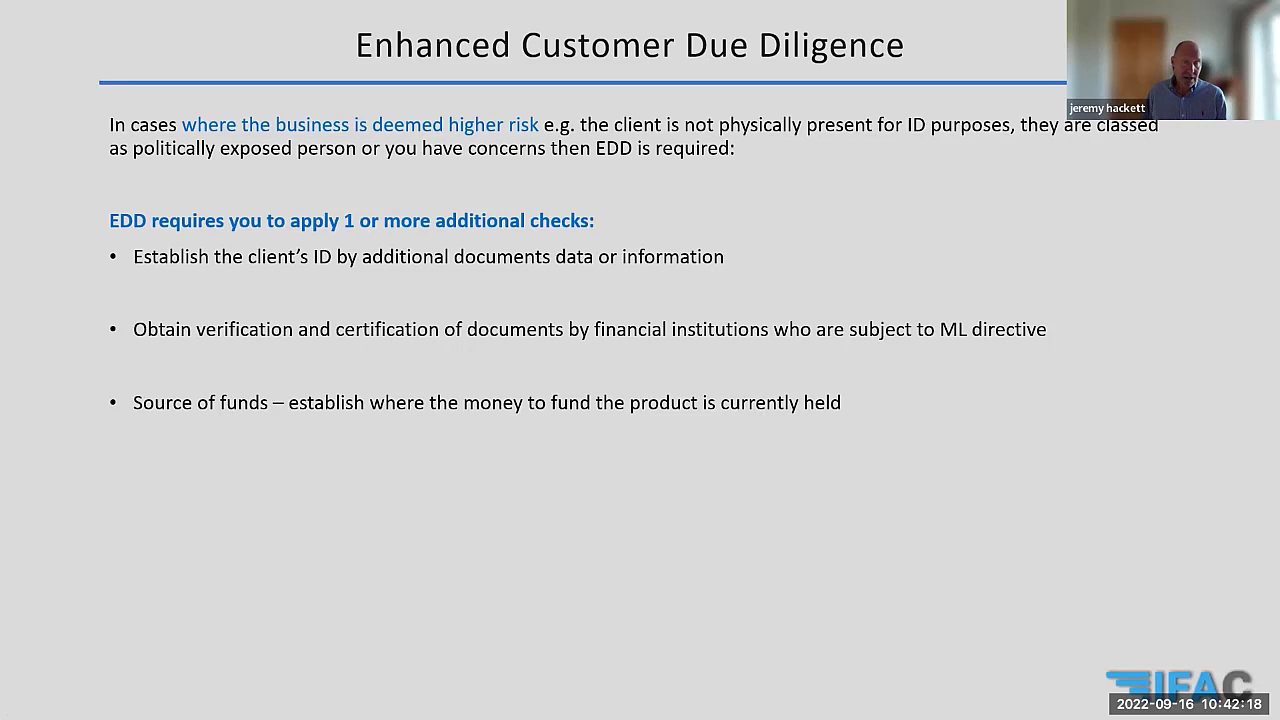 Enhanced Customer Due Diligence
jeremy hackett
In cases where the business is deemed higher risk e.g. the client is not physically present for ID purposes, they are classed
as politically exposed person or you have concerns then EDD is required:
EDD requires you to apply 1 or more additional checks:
• Establish the client’s ID by additional documents data or information
• Obtain verification and certification of documents by financial institutions who are subject to ML directive
• Source of funds – establish where the money to fund the product is currently held
IFAC
2022-09-16 10:42:18